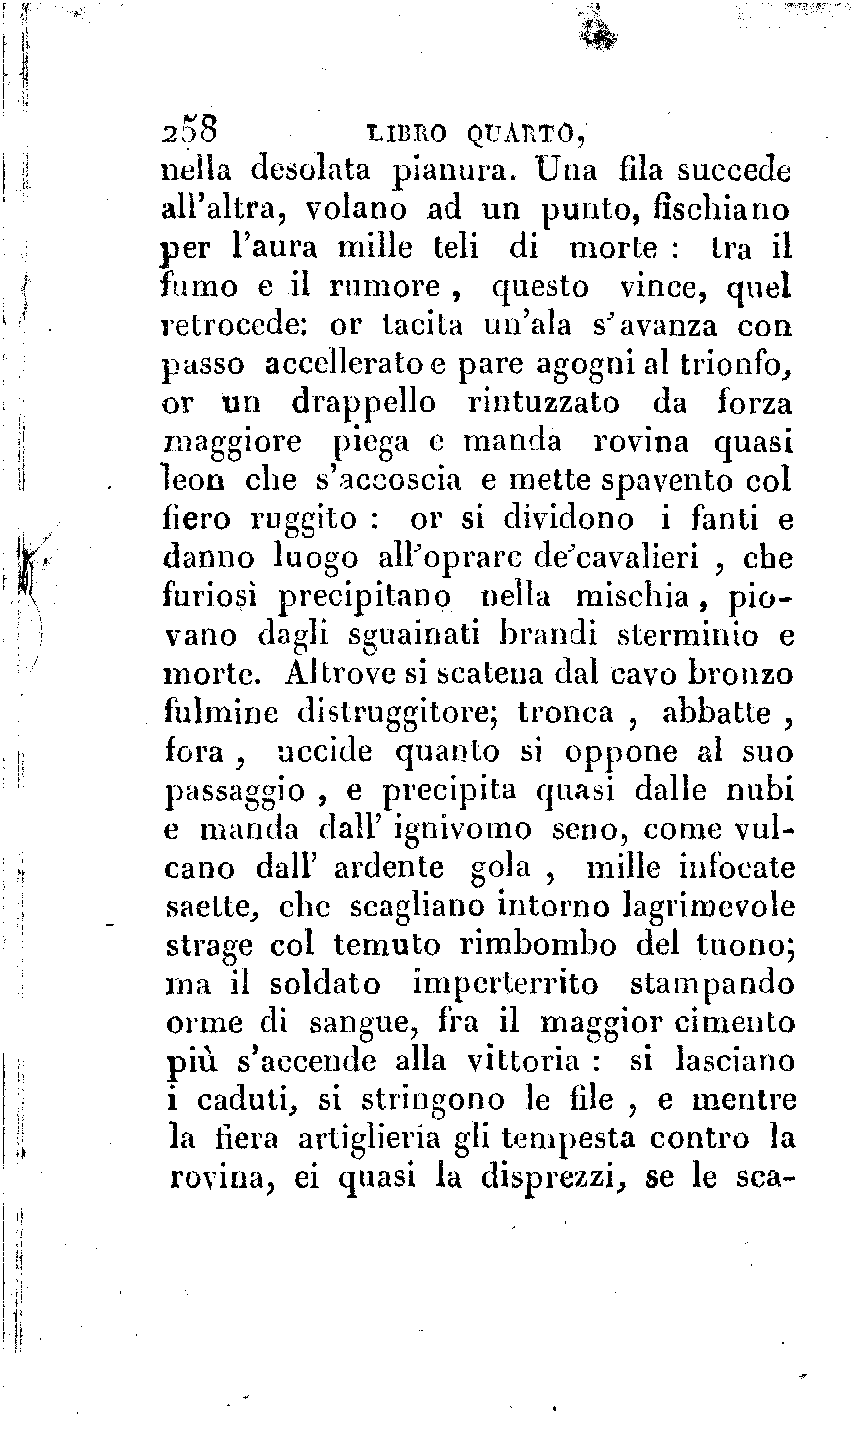 258 LIBRO QUARTO,
nella desolata pianura. Una fila succede
all'altra, volano ad un punto, fischiano
per l'aura mille teli di morte : tra il
fumo e il rumore , questo vince, quel
retrocede: or tacita un'ala s'avanza con
passo accellerato e pare agogni al trionfo,
or un drappello rintuzzato da forza
maggiore piega e manda rovina quasi
leon che s'accoscia e mette spavento col
fiero ruggito : or si dividono i fanti e
danno luogo all'oprare de'cavalieri , che
furiosì precipitano nella mischia , pio-
vano dagli sguainati brandi sterminio e
morte. Altrove si scatena dal cavo bronzo
fulmine distruggitore; tronca , abbatte ,
fora , uccide quanto si oppone al suo
passaggio , e precipita quasi dalle nubi
e manda dall' ignivomo seno, come vul-
cano dall' ardente gola , mille infocate
saette, che scagliano intorno lagrimevole
strage col temuto rimbombo del tuono;
ma il soldato imperterrito stampando
orme di sangue, fra il maggior cimento
più s'accende alla vittoria : si lasciano
i caduti, si stringono le file , e mentre
la fiera artiglieria gli tempesta contro la
rovina, ei quasi la disprezzi, se le sca-